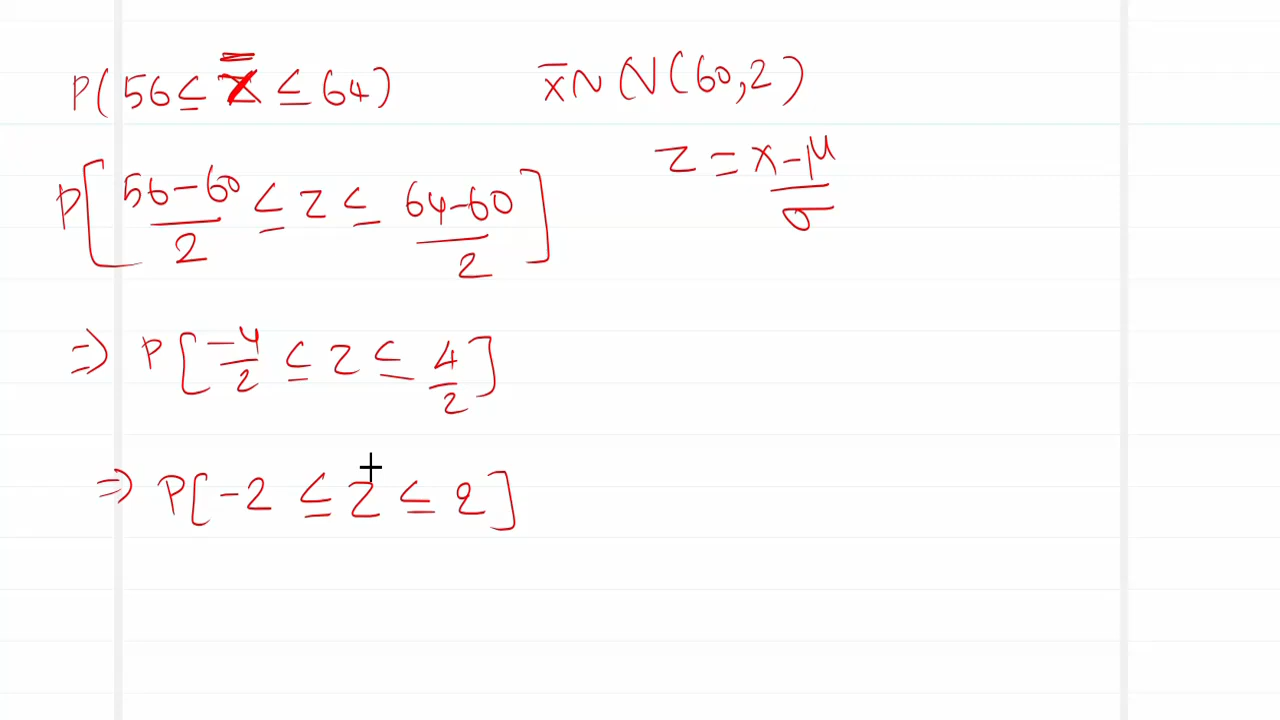 P(56 ≤ x̿ ≤ 64) x̄ ~ N(60,2)
z = x-μ/σ
P[56-60/2 ≤ z ≤ 64-60/2]
⇒ P[-4/2 ≤ z ≤ 4/2]
⇒ P[-2 ≤ z ≤ 2]